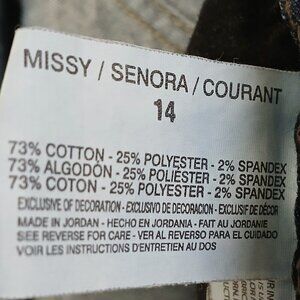 MISSY / SENORA / COURANT
14
73% COTTON - 25% POLYESTER - 2% SPANDEX
73% ALGODÓN - 25% POLIÉSTER - 2% SPANDEX
73% COTON - 25% POLYESTER - 2% SPANDEX
EXCLUSIVE OF DECORATION - EXCLUSIVO DE DECORACION - EXCLUSIF DE DÉCOR
MADE IN JORDAN - HECHO EN JORDANIA - FAIT AU JORDANIE
SEE REVERSE FOR CARE - VER AL REVERSO PARA EL CUIDADO
VOIR LES INSTRUCTIONS D'ENTRETIEN AU DOS